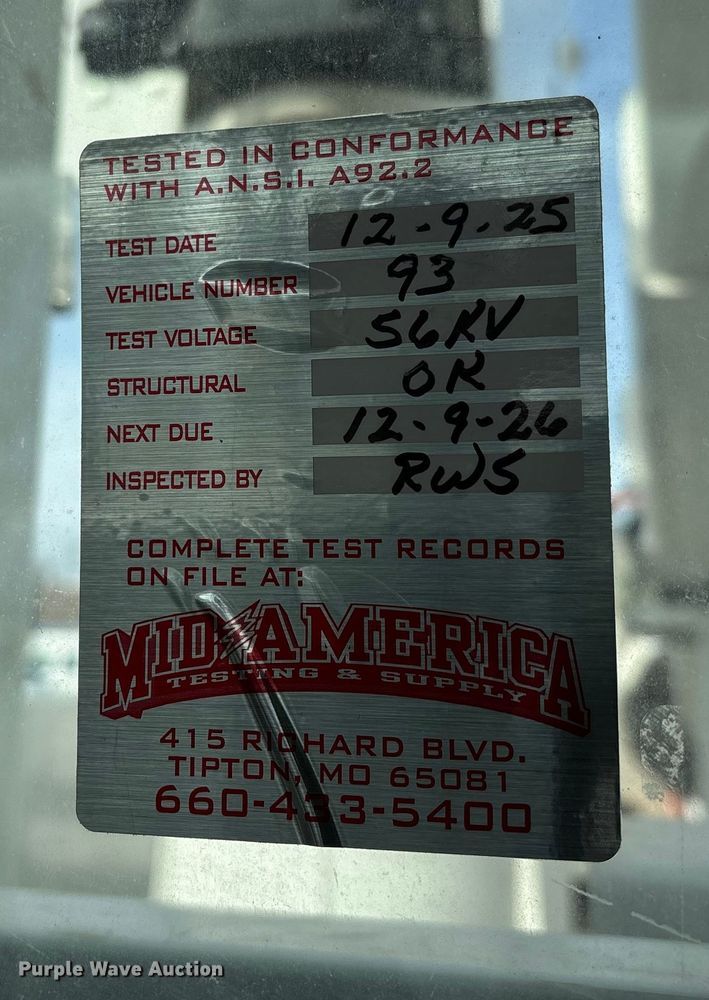 TESTED IN CONFORMANCE
WITH A.N.S.I. A92.2
TEST DATE 12-9-25
VEHICLE NUMBER 93
TEST VOLTAGE 56KV
STRUCTURAL OK
NEXT DUE 12-9-26
INSPECTED BY RWS
COMPLETE TEST RECORDS
ON FILE AT:
MID AMERICA
TESTING & SUPPLY
415 RICHARD BLVD.
TIPTON, MO 65081
660-433-5400
Purple Wave Auction